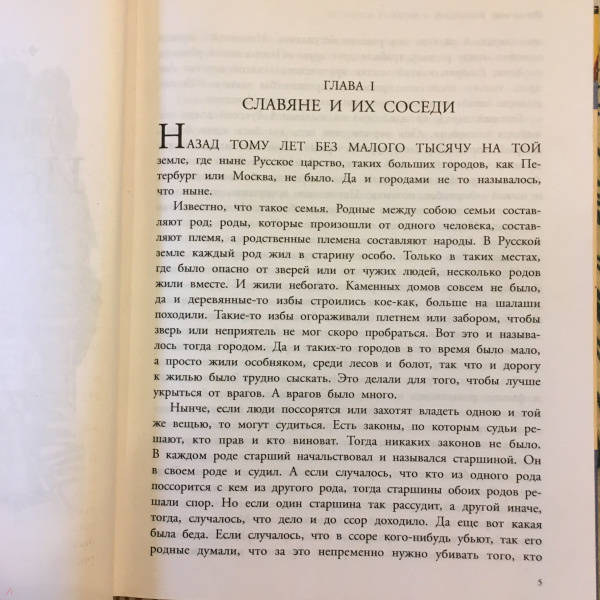 ГЛАВА I
СЛАВЯНЕ И ИХ СОСЕДИ
НАЗАД ТОМУ ЛЕТ БЕЗ МАЛОГО ТЫСЯЧУ НА ТОЙ
земле, где ныне Русское царство, таких больших городов, как Пе-
тербург или Москва, не было. Да и городами не то называлось,
что ныне.
Известно, что такое семья. Родные между собою семьи состав-
ляют род; роды, которые произошли от одного человека, состав-
ляют племя, а родственные племена составляют народы. В Русской
земле каждый род жил в старину особо. Только в таких местах,
где было опасно от зверей или от чужих людей, несколько родов
жили вместе. И жили небогато. Каменных домов совсем не было,
да и деревянные-то избы строились кое-как, больше на шалаши
походили. Такие-то избы огораживали плетнем или забором, чтобы
зверь или неприятель не мог скоро пробраться. Вот это и называ-
лось тогда городом. Да и таких-то городов в то время было мало,
а просто жили особняком, среди лесов и болот, так что и дорогу
к жилью было трудно сыскать. Это делали для того, чтобы лучше
укрыться от врагов. А врагов было много.
Нынче, если люди поссорятся или захотят владеть одною и той
же вещью, то могут судиться. Есть законы, по которым судьи ре-
шают, кто прав и кто виноват. Тогда никаких законов не было.
В каждом роде старший начальствовал и назывался старшиной. Он
в своем роде и судил. А если случалось, что кто из одного рода
поссорится с кем из другого рода, тогда старшины обоих родов ре-
шали спор. Но если один старшина так рассудит, а другой иначе,
тогда, случалось, что дело и до ссор доходило. Да еще вот какая
была беда. Если случалось, что в ссоре кого-нибудь убьют, так его
родные думали, что за это непременно нужно убивать того, кто
5